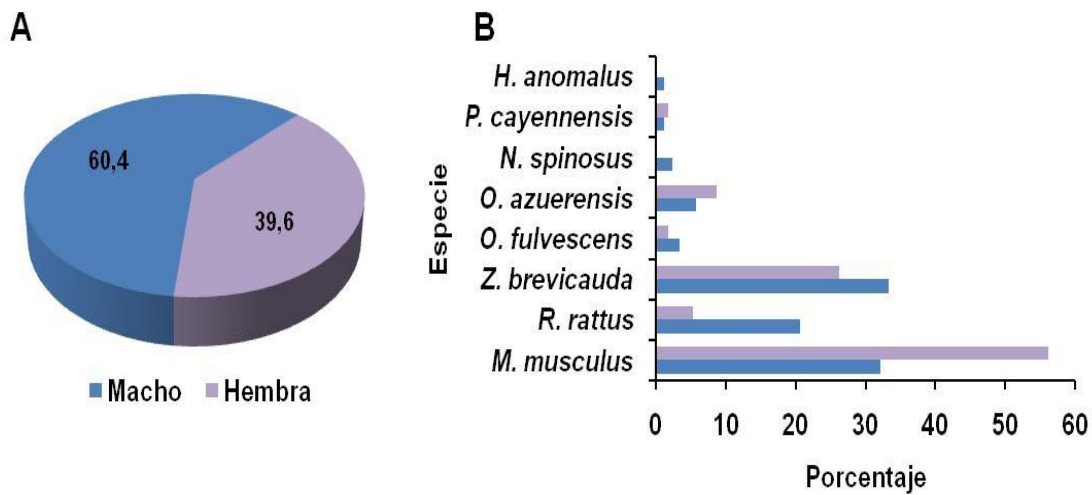 A
60,4
39,6
Macho Hembra
B
Especie
H. anomalus
P. cayennensis
N. spinosus
O. azuerensis
O. fulvescens
Z. brevicauda
R. rattus
M. musculus
0 10 20 30 40 50 60
Porcentaje